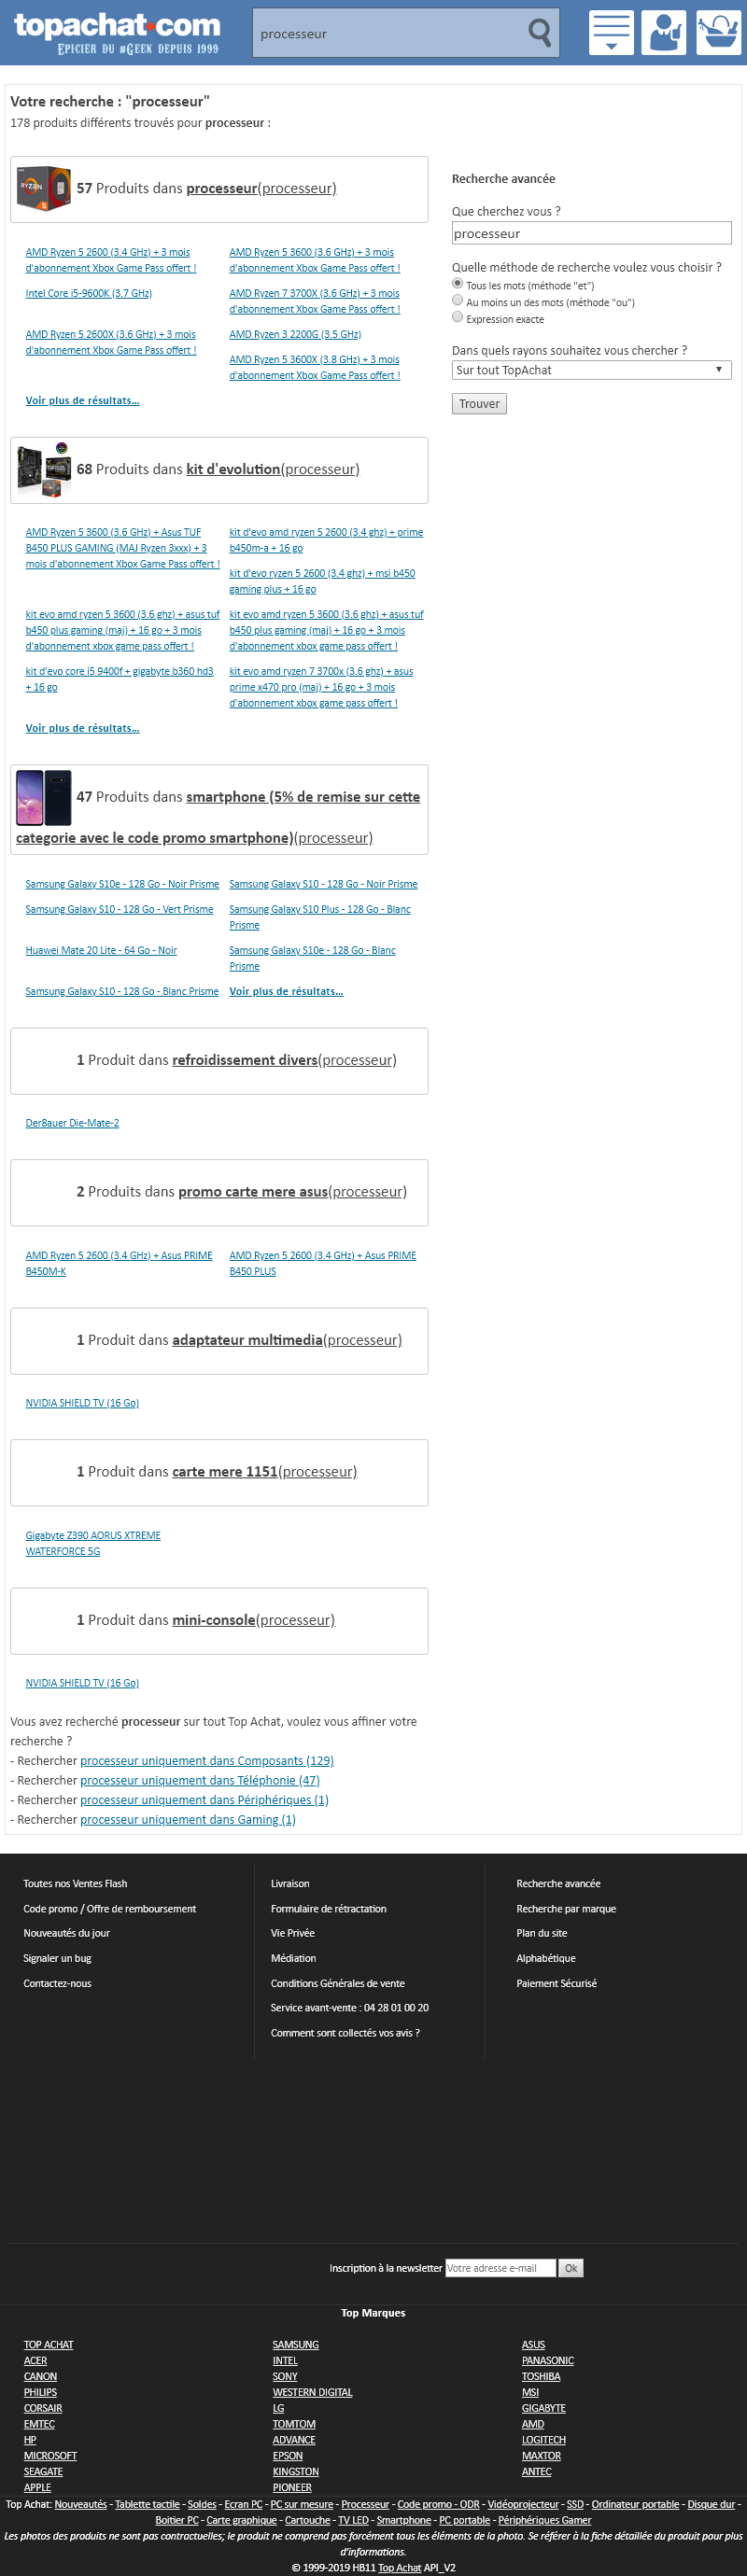 topachat.com
EPICIER DU #GEEK DEPUIS 1999
processeur
Votre recherche : "processeur"
178 produits différents trouvés pour processeur :
57 Produits dans processeur(processeur)
AMD Ryzen 5 2600 (3.4 GHz) + 3 mois
d'abonnement Xbox Game Pass offert !
AMD Ryzen 5 3600 (3.6 GHz) + 3 mois
d'abonnement Xbox Game Pass offert !
Intel Core i5-9600K (3.7 GHz)
AMD Ryzen 7 3700X (3.6 GHz) + 3 mois
d'abonnement Xbox Game Pass offert !
AMD Ryzen 5 2600X (3.6 GHz) + 3 mois
d'abonnement Xbox Game Pass offert !
AMD Ryzen 3 2200G (3.5 GHz)
AMD Ryzen 5 3600X (3.8 GHz) + 3 mois
d'abonnement Xbox Game Pass offert !
Voir plus de résultats...
68 Produits dans kit d'evolution(processeur)
AMD Ryzen 5 3600 (3.6 GHz) + Asus TUF
B450 PLUS GAMING (MAJ Ryzen 3xxx) + 3
mois d'abonnement Xbox Game Pass offert !
kit d'evo amd ryzen 5 2600 (3.4 ghz) + prime
b450m-a + 16 go
kit d'evo ryzen 5 2600 (3.4 ghz) + msi b450
gaming plus + 16 go
kit evo amd ryzen 5 3600 (3.6 ghz) + asus tuf
b450 plus gaming (maj) + 16 go + 3 mois
d'abonnement xbox game pass offert !
kit evo amd ryzen 5 3600 (3.6 ghz) + asus tuf
b450 plus gaming (maj) + 16 go + 3 mois
d'abonnement xbox game pass offert !
kit d'evo core i5 9400f + gigabyte b360 hd3
+ 16 go
kit evo amd ryzen 7 3700x (3.6 ghz) + asus
prime x470 pro (maj) + 16 go + 3 mois
d'abonnement xbox game pass offert !
Voir plus de résultats...
47 Produits dans smartphone (5% de remise sur cette
categorie avec le code promo smartphone)(processeur)
Samsung Galaxy S10e - 128 Go - Noir Prisme
Samsung Galaxy S10 - 128 Go - Noir Prisme
Samsung Galaxy S10 - 128 Go - Vert Prisme
Samsung Galaxy S10 Plus - 128 Go - Blanc
Prisme
Huawei Mate 20 Lite - 64 Go - Noir
Samsung Galaxy S10e - 128 Go - Blanc
Prisme
Samsung Galaxy S10 - 128 Go - Blanc Prisme
Voir plus de résultats...
1 Produit dans refroidissement divers(processeur)
Der8auer Die-Mate-2
2 Produits dans promo carte mere asus(processeur)
AMD Ryzen 5 2600 (3.4 GHz) + Asus PRIME
B450M-K
AMD Ryzen 5 2600 (3.4 GHz) + Asus PRIME
B450 PLUS
1 Produit dans adaptateur multimedia(processeur)
NVIDIA SHIELD TV (16 Go)
1 Produit dans carte mere 1151(processeur)
Gigabyte Z390 AORUS XTREME
WATERFORCE 5G
1 Produit dans mini-console(processeur)
NVIDIA SHIELD TV (16 Go)
Vous avez recherché processeur sur tout Top Achat, voulez vous affiner votre
recherche ?
- Rechercher processeur uniquement dans Composants (129)
- Rechercher processeur uniquement dans Téléphonie (47)
- Rechercher processeur uniquement dans Périphériques (1)
- Rechercher processeur uniquement dans Gaming (1)
Recherche avancée
Que cherchez vous ?
processeur
Quelle méthode de recherche voulez vous choisir ?
Tous les mots (méthode "et")
Au moins un des mots (méthode "ou")
Expression exacte
Dans quels rayons souhaitez vous chercher ?
Sur tout TopAchat
Trouver
Toutes nos Ventes Flash
Code promo / Offre de remboursement
Nouveautés du jour
Signaler un bug
Contactez-nous
Livraison
Formulaire de rétractation
Vie Privée
Médiation
Conditions Générales de vente
Service avant-vente : 04 28 01 00 20
Comment sont collectés vos avis ?
Recherche avancée
Recherche par marque
Plan du site
Alphabétique
Paiement Sécurisé
Inscription à la newsletter Votre adresse e-mail Ok
Top Marques
TOP ACHAT
ACER
CANON
PHILIPS
CORSAIR
EMTEC
HP
MICROSOFT
SEAGATE
APPLE
SAMSUNG
INTEL
SONY
WESTERN DIGITAL
LG
TOMTOM
ADVANCE
EPSON
KINGSTON
PIONEER
ASUS
PANASONIC
TOSHIBA
MSI
GIGABYTE
AMD
LOGITECH
MAXTOR
ANTEC
Top Achat: Nouveautés - Tablette tactile - Soldes - Ecran PC - PC sur mesure - Processeur - Code promo - ODR - Vidéoprojecteur - SSD - Ordinateur portable - Disque dur -
Boitier PC - Carte graphique - Cartouche - TV LED - Smartphone - PC portable - Périphériques Gamer
Les photos des produits ne sont pas contractuelles; le produit ne comprend pas forcément tous les éléments de la photo. Se référer à la fiche détaillée du produit pour plus
d'informations.
© 1999-2019 HB11 Top Achat API_V2